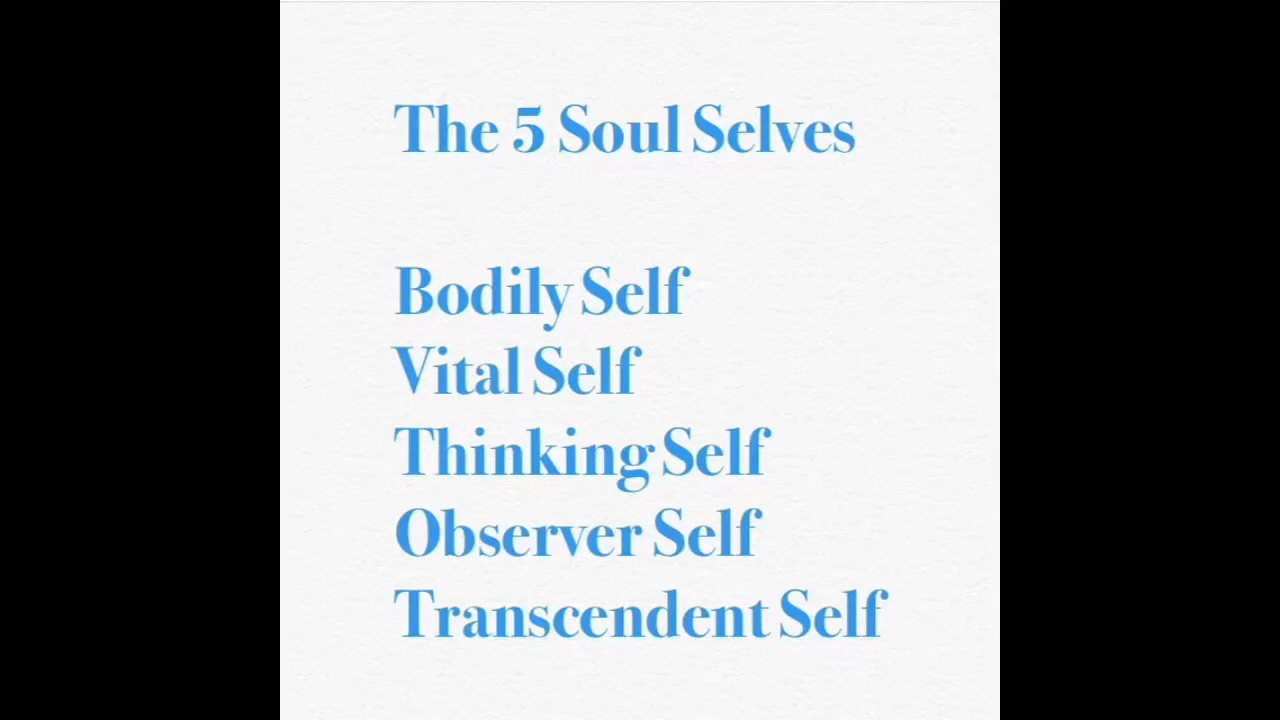 The 5 Soul Selves
Bodily Self
Vital Self
Thinking Self
Observer Self
Transcendent Self